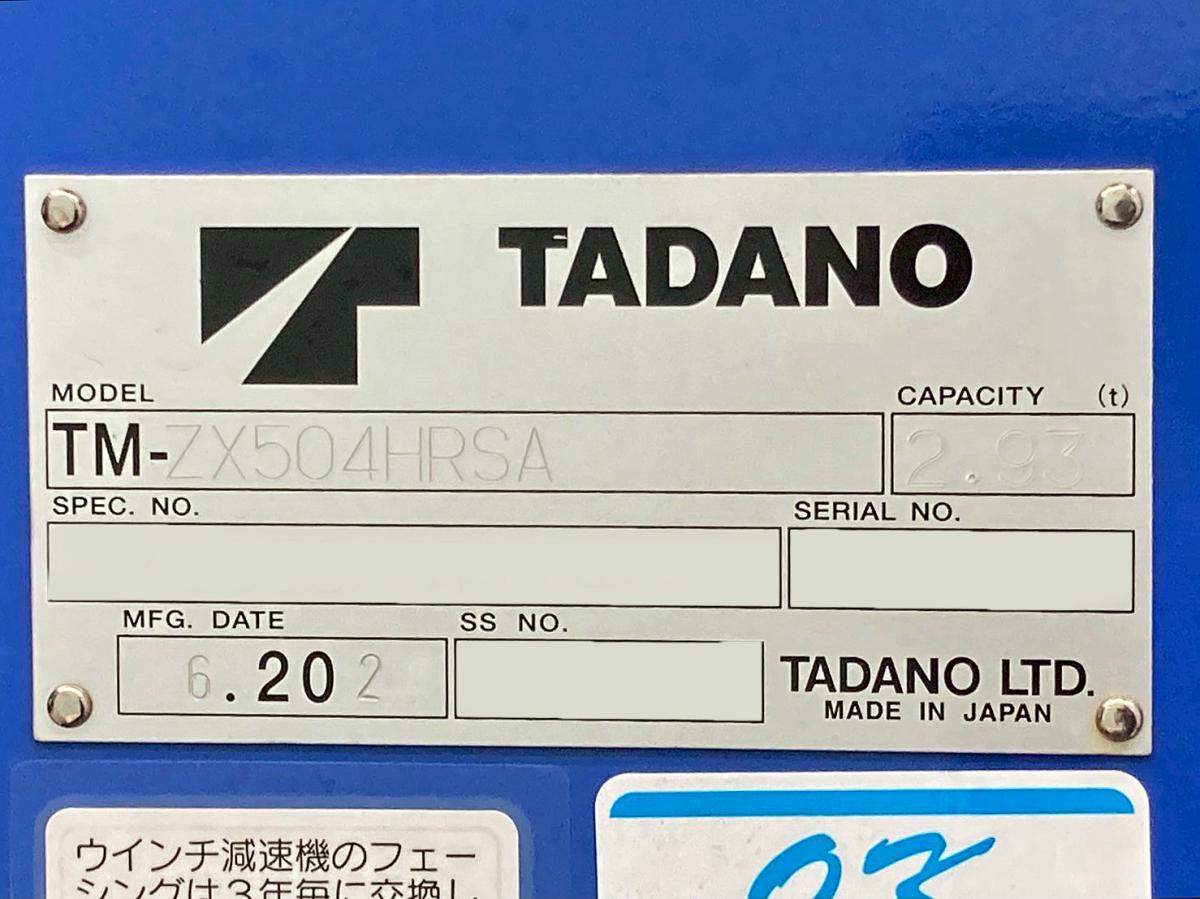 TADANO
MODEL
CAPACITY (t)
TM-ZX504HRSA
2.93
SPEC. NO.
SERIAL NO.
MFG. DATE
SS NO.
6.202
TADANO LTD.
MADE IN JAPAN
ウインチ減速機のフェー
シングは3年毎に交換し